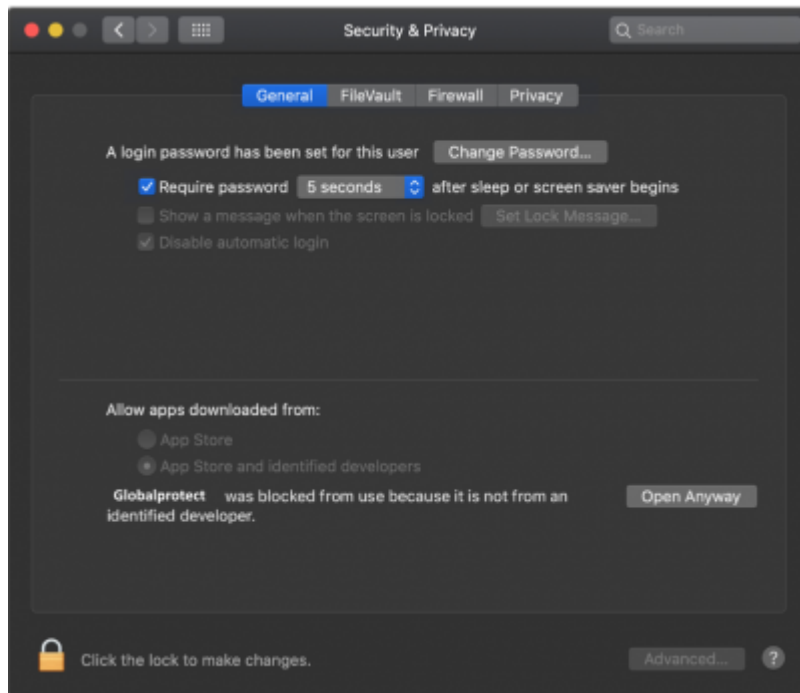 Security & Privacy
Search
General FileVault Firewall Privacy
A login password has been set for this user Change Password...
Require password 5 seconds after sleep or screen saver begins
Show a message when the screen is locked Set Lock Message...
Disable automatic login
Allow apps downloaded from:
App Store
App Store and identified developers
Globalprotect was blocked from use because it is not from an Open Anyway
identified developer.
Click the lock to make changes. Advanced... ?